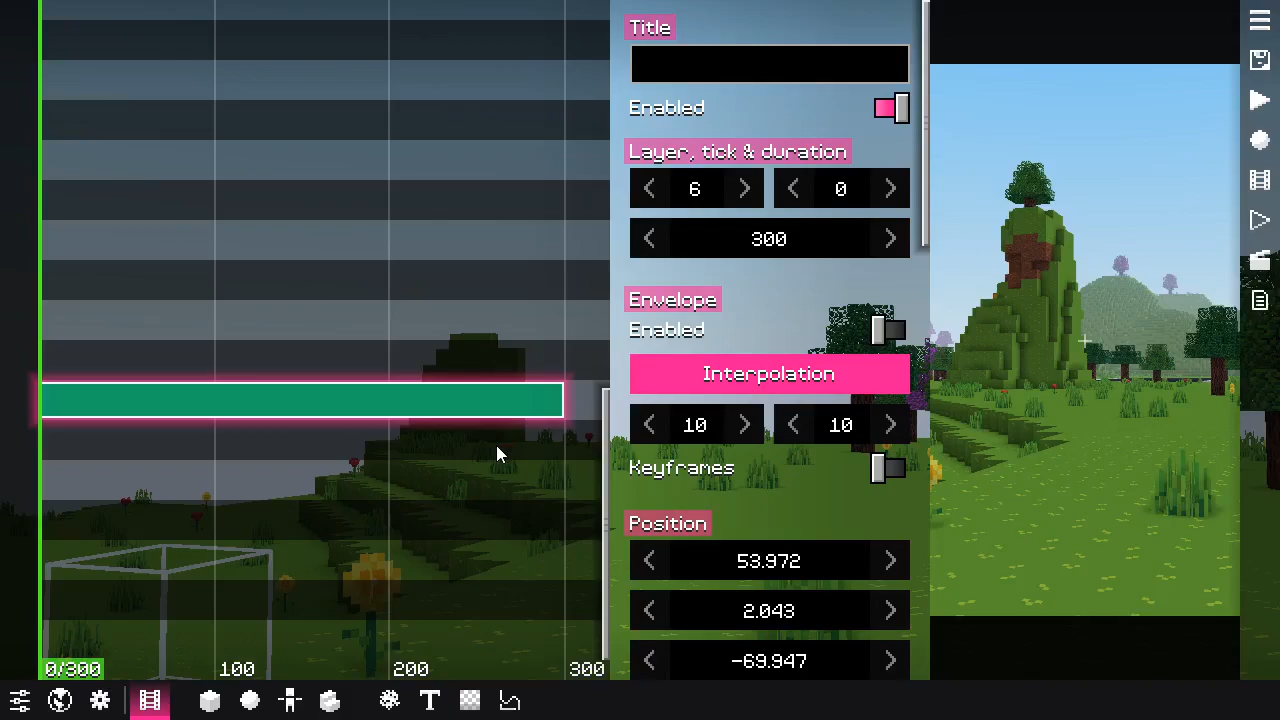 Title
Enabled
Layer, tick & duration
6 0
300
Envelope
Enabled
Interpolation
10 10
Keyframes
Position
53.972
2.043
-69.947
0/300 100 200 300
T